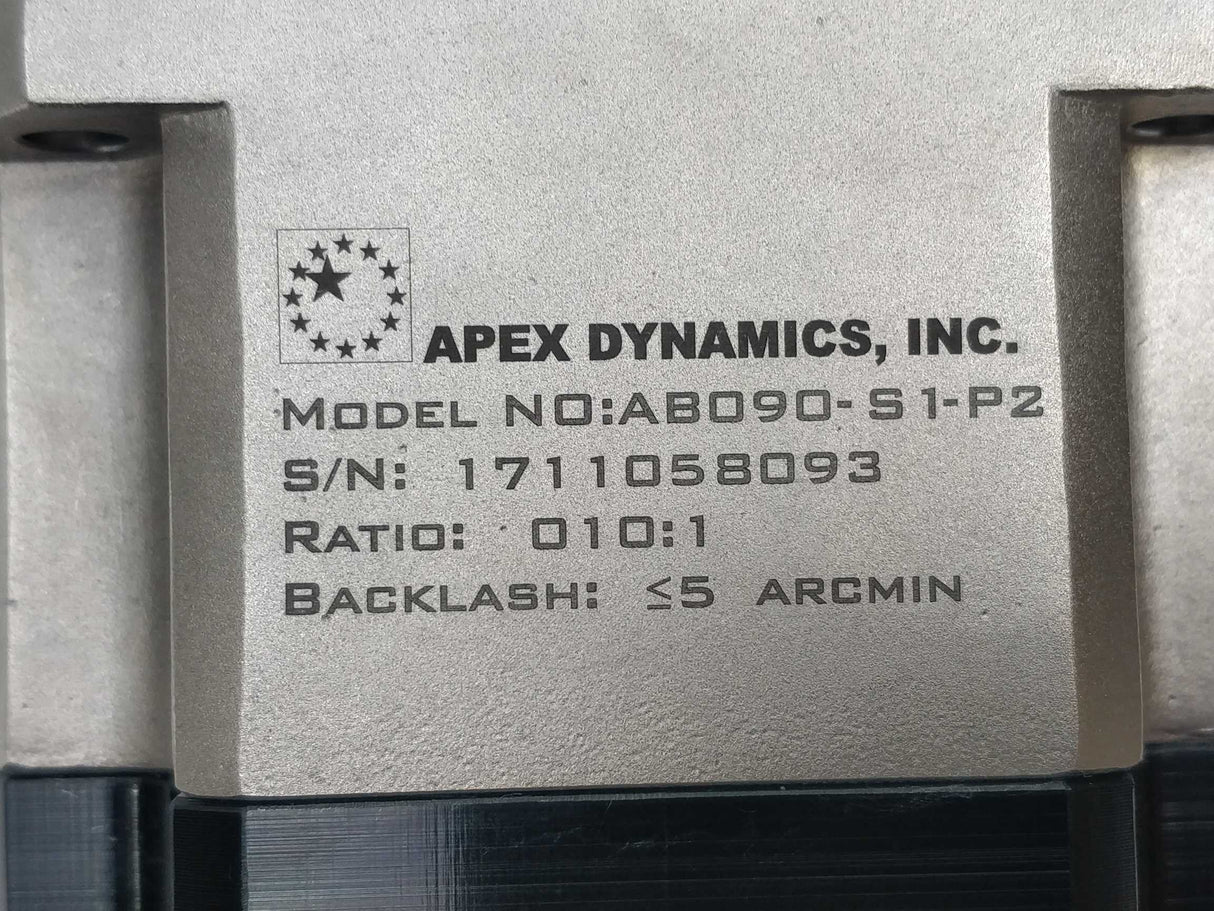 APEX DYNAMICS, INC.
MODEL NO:AB090-S1-P2
S/N: 1711058093
RATIO: 010:1
BACKLASH: ≤5 ARCMIN